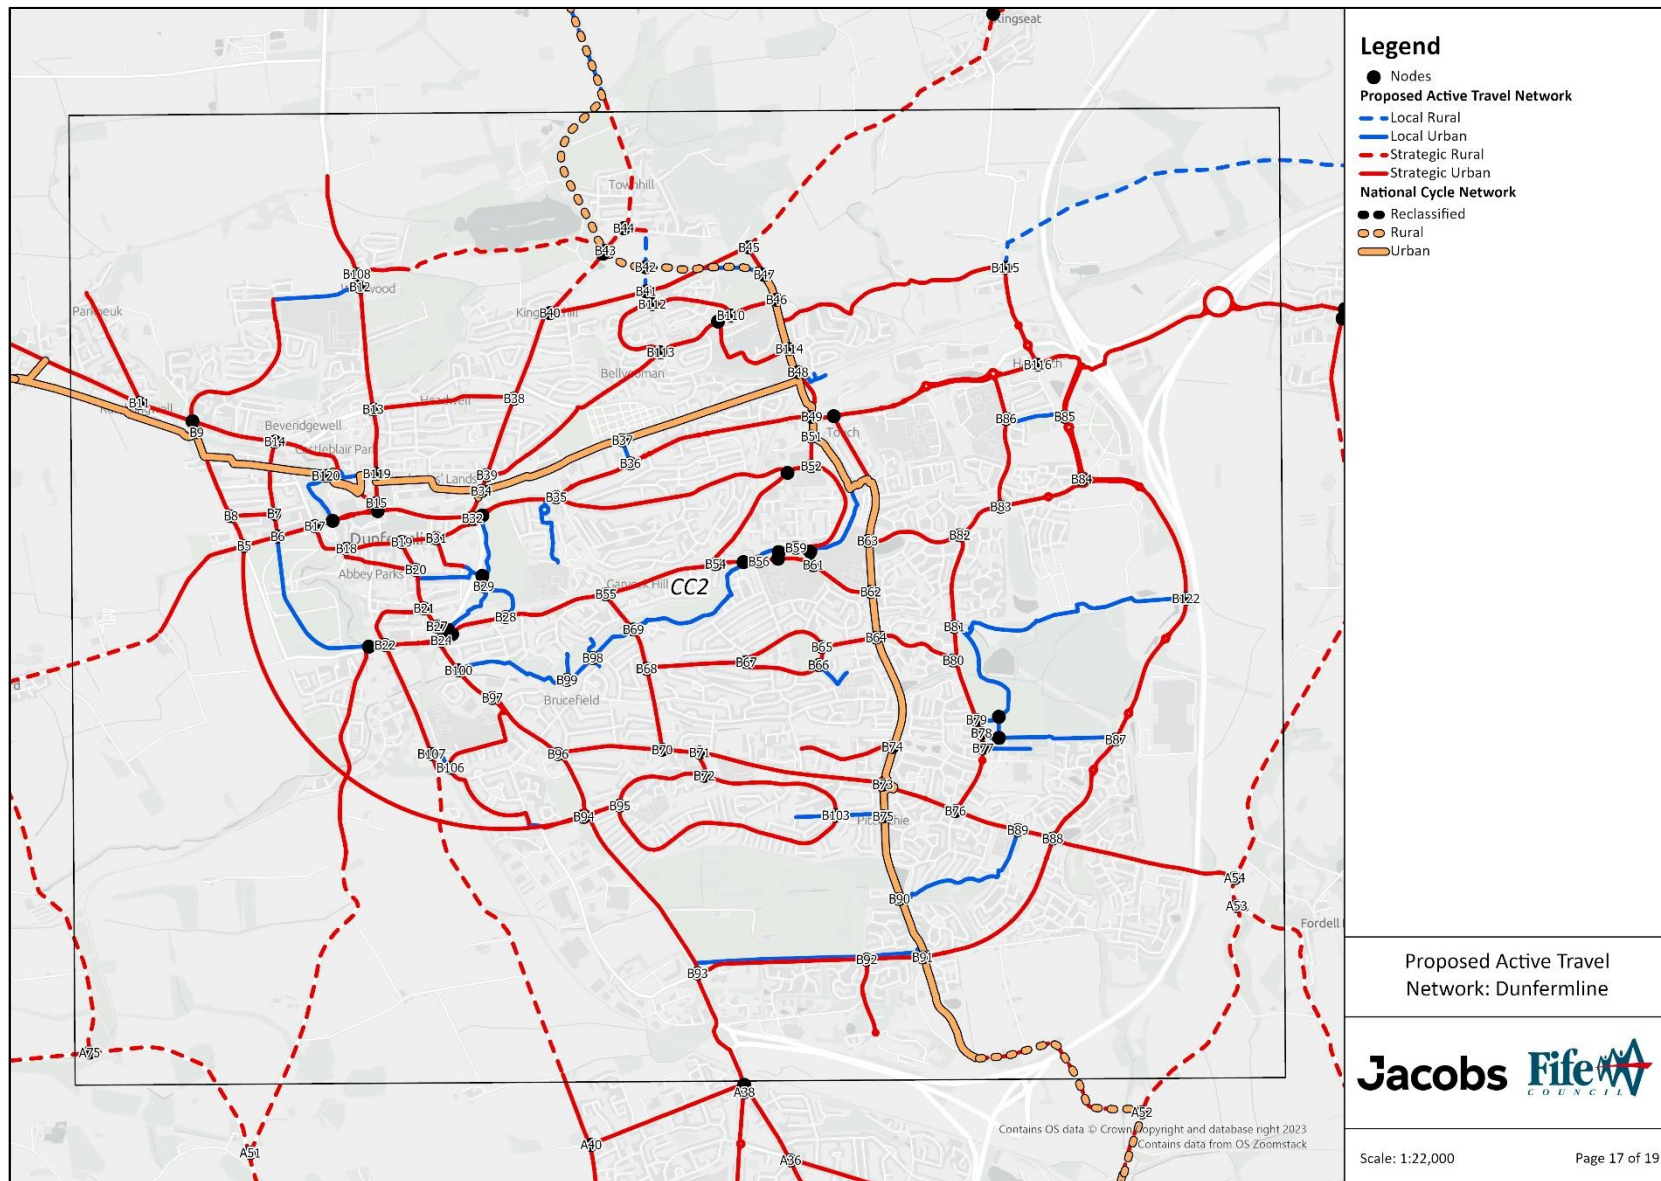 Kingseat
Townhill
B44
B45
B43
B42
B47
B115
B108
B12
B41
B46
B112
Parkneuk
B40
B110
B114
B113
B116
Bellyeoman
B48
B11
B38
Headwell
B13
B86
B85
B9
Beveridgewell
B49
Touch
B14
B37
B51
Castleblair Park
B36
B52
B120
B119
B39
B84
B34
B35
B15
B83
B8
B7
B32
B17
B6
B31
B63
B82
B5
B18
B19
B59
B54
B56
B61
Abbey Parks
B20
B29
Garvock Hill
CC2
B55
B62
B122
B21
B28
B27
B24
B69
B81
B22
B65
B64
B98
B67
B66
B80
B100
B68
B99
B97
Brucefield
B79
B78
B87
B107
B96
B70
B71
B74
B77
B106
B72
B73
B95
B103
B75
B76
B94
B89
B88
A54
B90
A53
B92
B91
B93
A75
A38
A52
A40
A36
A51
Contains OS data © Crown copyright and database right 2023
Contains data from OS Zoomstack
Legend
Nodes
Proposed Active Travel Network
Local Rural
Local Urban
Strategic Rural
Strategic Urban
National Cycle Network
Reclassified
Rural
Urban
Proposed Active Travel
Network: Dunfermline
Jacobs
Fife
COUNCIL
Scale: 1:22,000
Page 17 of 19